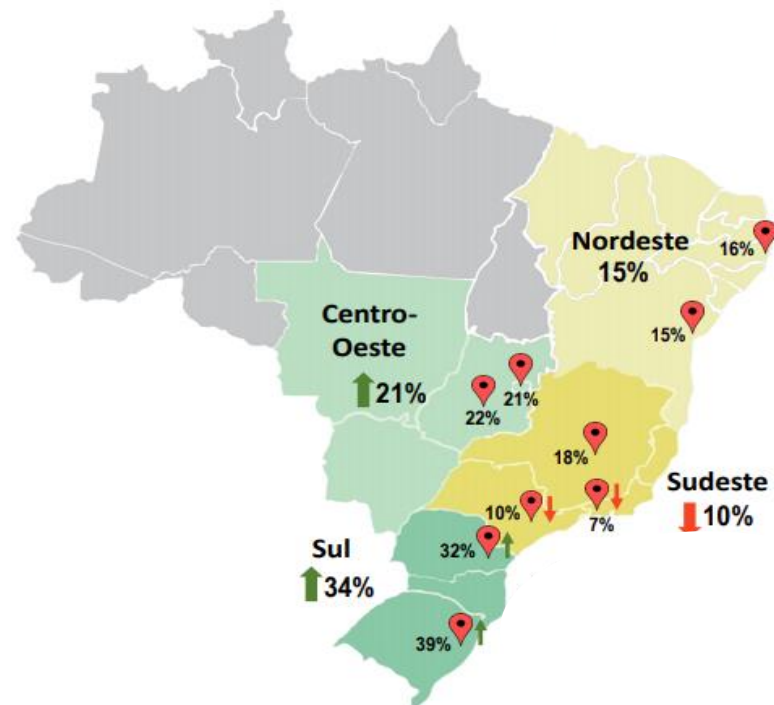 Nordeste
15%
16%
15%
Centro-
Oeste
21%
22%
21%
18%
Sudeste
10%
10%
7%
Sul
34%
32%
39%